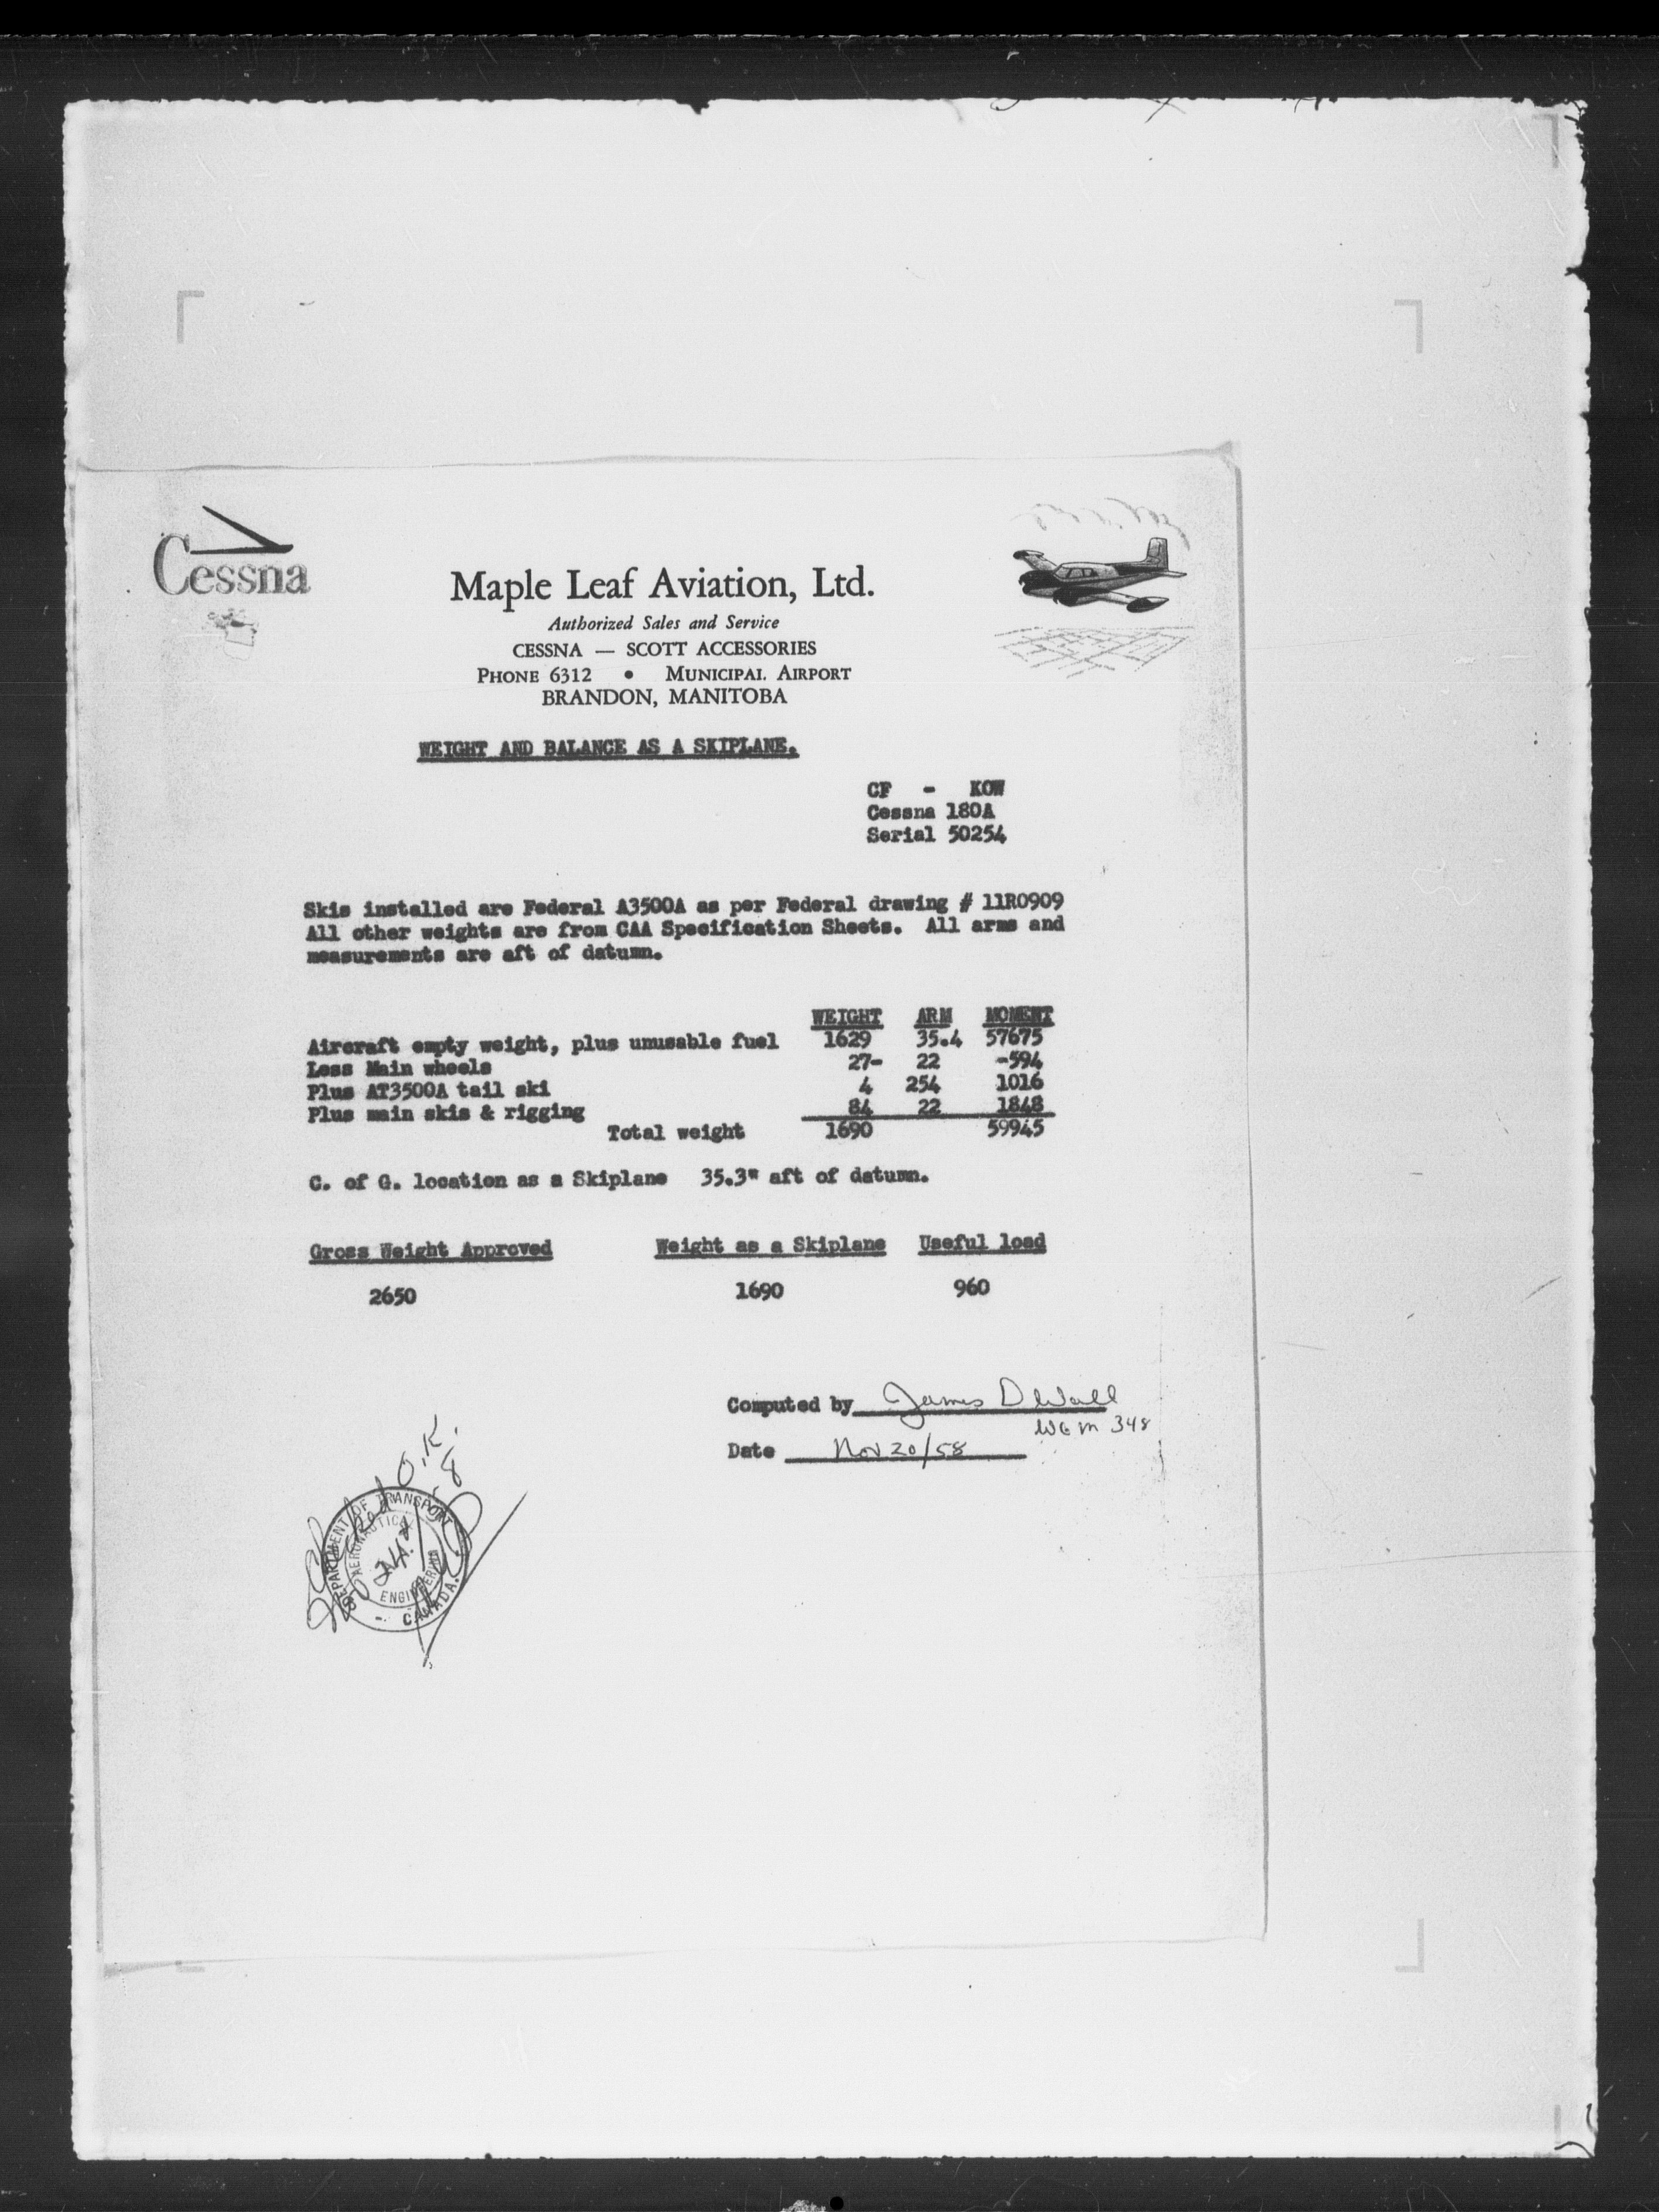 Cessna
Maple Leaf Aviation, Ltd.
Authorized Sales and Service
CESSNA — SCOTT ACCESSORIES
PHONE 6312 • MUNICIPAL AIRPORT
BRANDON, MANITOBA
WEIGHT AND BALANCE AS A SKIPLANE.
CF - KOW
Cessna 180A
Serial 50254
Skis installed are Federal A3500A as per Federal drawing # 11R0909
All other weights are from CAA Specification Sheets. All arms and
measurements are aft of datumn.
WEIGHT ARM MOMENT
Aircraft empty weight, plus unusable fuel 1629 35.4 57675
Less Main wheels 27- 22 -594
Plus AT3500A tail ski 4 254 1016
Plus main skis & rigging 84 22 1848
Total weight 1690 59945
C. of G. location as a Skiplane 35.3" aft of datumn.
Gross Weight Approved Weight as a Skiplane Useful load
2650 1690 960
Computed by James D Wall
WGM 348
Date Nov 20/58
O.K.
DEPARTMENT OF TRANSPORT
AERONAUTICAL
ENGINEERING
CANADA.